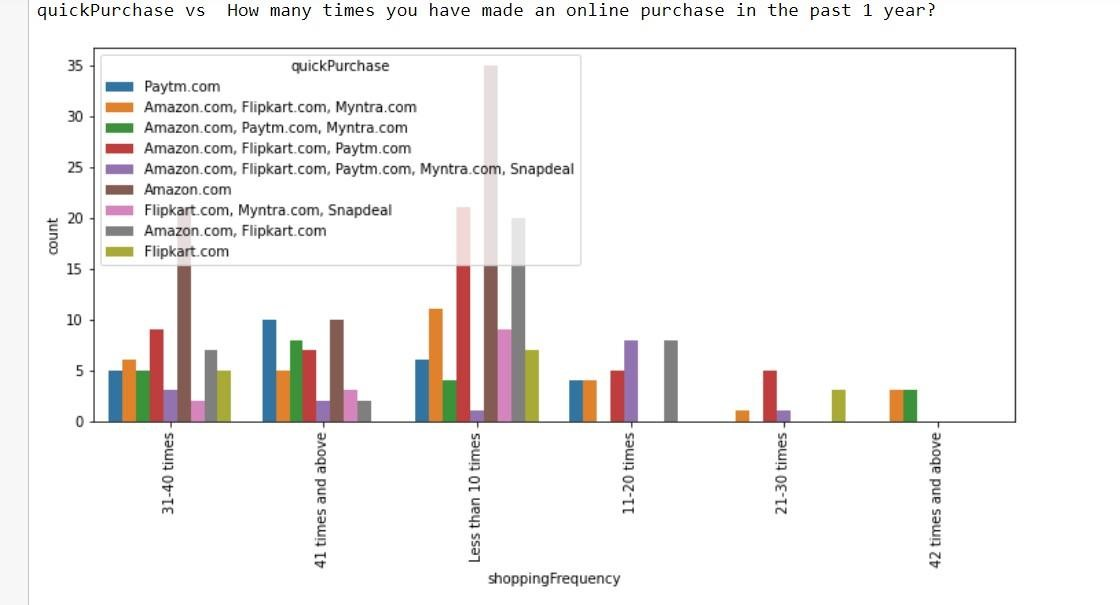 quickPurchase vs  How many times you have made an online purchase in the past 1 year?
quickPurchase
Paytm.com
Amazon.com, Flipkart.com, Myntra.com
Amazon.com, Paytm.com, Myntra.com
Amazon.com, Flipkart.com, Paytm.com
Amazon.com, Flipkart.com, Paytm.com, Myntra.com, Snapdeal
Amazon.com
Flipkart.com, Myntra.com, Snapdeal
Amazon.com, Flipkart.com
Flipkart.com
35
30
25
20
15
10
5
0
count
31-40 times
41 times and above
Less than 10 times
11-20 times
21-30 times
42 times and above
shoppingFrequency